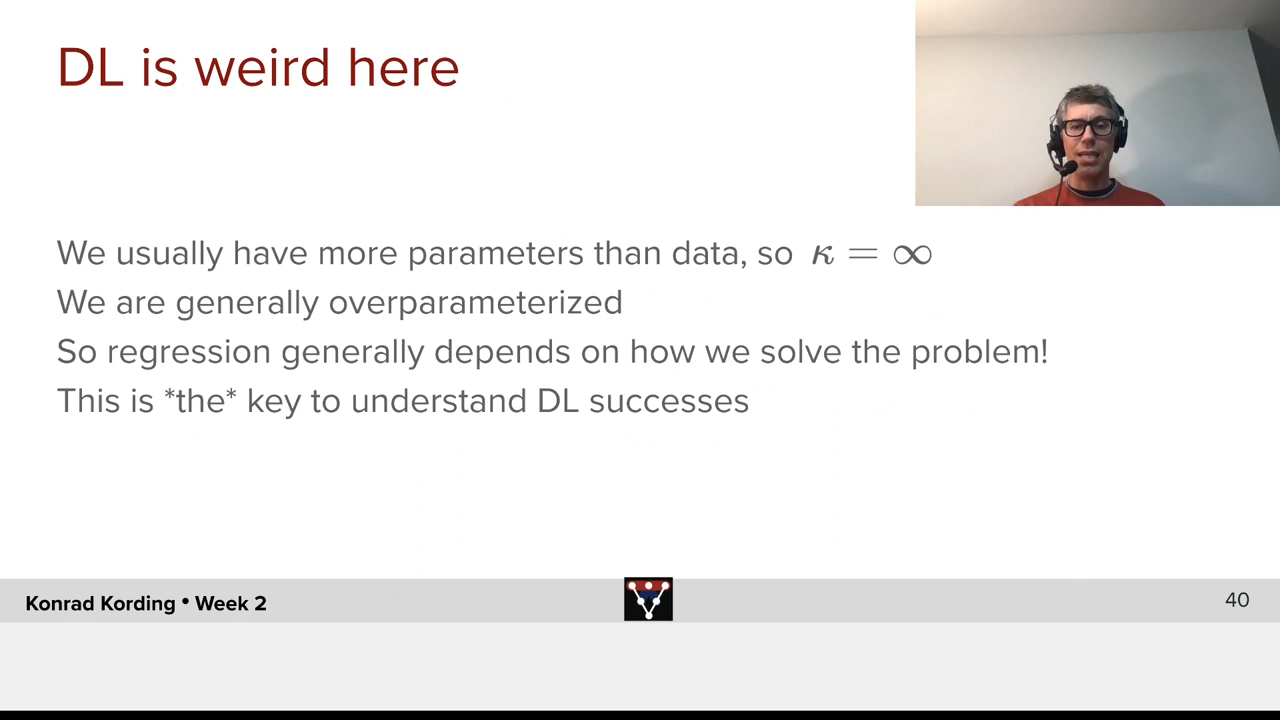 DL is weird here
We usually have more parameters than data, so κ = ∞
We are generally overparameterized
So regression generally depends on how we solve the problem!
This is *the* key to understand DL successes
Konrad Kording • Week 2
40